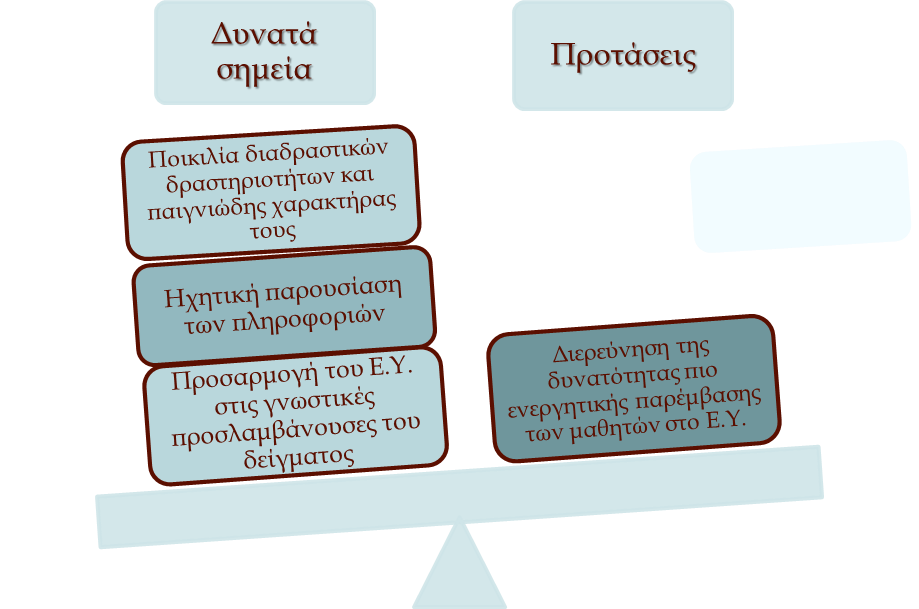 Δυνατά
σημεία
Προτάσεις
Ποικιλία διαδραστικών
δραστηριοτήτων και
παιγνιώδης χαρακτήρας
τους
Ηχητική παρουσίαση
των πληροφοριών
Προσαρμογή του Ε.Υ.
στις γνωστικές
προσλαμβάνουσες του
δείγματος
Διερεύνηση της
δυνατότητας πιο
ενεργητικής παρέμβασης
των μαθητών στο Ε.Υ.